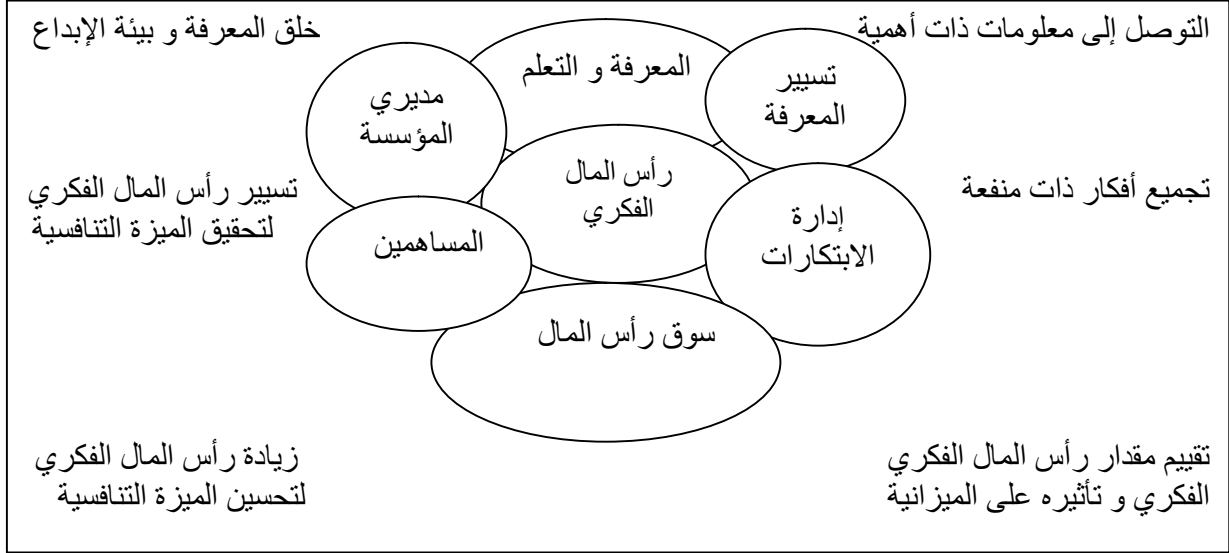 التوصل إلى معلومات ذات أهمية
خلق المعرفة و بيئة الإبداع
المعرفة و التعلم
تسيير
المعرفة
مديري
المؤسسة
رأس المال
الفكري
تجميع أفكار ذات منفعة
تسيير رأس المال الفكري
لتحقيق الميزة التنافسية
إدارة
الابتكارات
المساهمين
سوق رأس المال
تقييم مقدار رأس المال الفكري
الفكري و تأثيره على الميزانية
زيادة رأس المال الفكري
لتحسين الميزة التنافسية